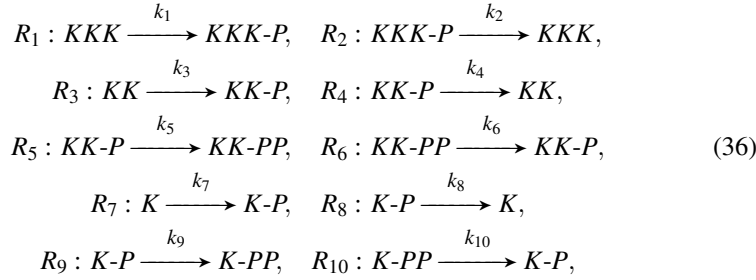 R₁ : KKK —k₁→ KKK-P, R₂ : KKK-P —k₂→ KKK,
R₃ : KK —k₃→ KK-P, R₄ : KK-P —k₄→ KK,
R₅ : KK-P —k₅→ KK-PP, R₆ : KK-PP —k₆→ KK-P, (36)
R₇ : K —k₇→ K-P, R₈ : K-P —k₈→ K,
R₉ : K-P —k₉→ K-PP, R₁₀ : K-PP —k₁₀→ K-P,